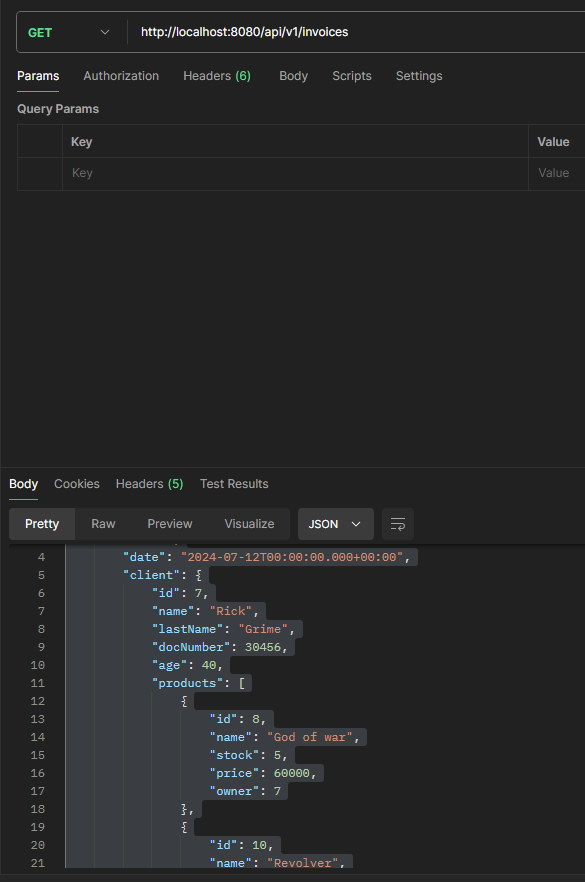 GET http://localhost:8080/api/v1/invoices
Params Authorization Headers (6) Body Scripts Settings
Query Params
Key Value
Key Value
Body Cookies Headers (5) Test Results
Pretty Raw Preview Visualize JSON
4 "date": "2024-07-12T00:00:00.000+00:00",
5 "client": {
6 "id": 7,
7 "name": "Rick",
8 "lastName": "Grime",
9 "docNumber": 30456,
10 "age": 40,
11 "products": [
12 {
13 "id": 8,
14 "name": "God of war",
15 "stock": 5,
16 "price": 60000,
17 "owner": 7
18 },
19 {
20 "id": 10,
21 "name": "Revolver",